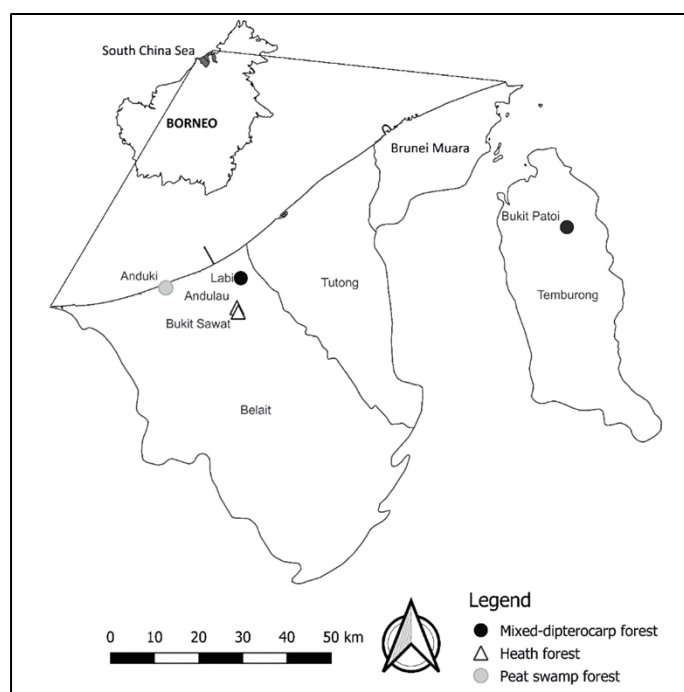 South China Sea
BORNEO
Brunei Muara
Bukit Patoi
Anduki
Labi
Tutong
Andulau
Temburong
Bukit Sawat
Belait
Legend
Mixed-dipterocarp forest
Heath forest
Peat swamp forest
0 10 20 30 40 50 km